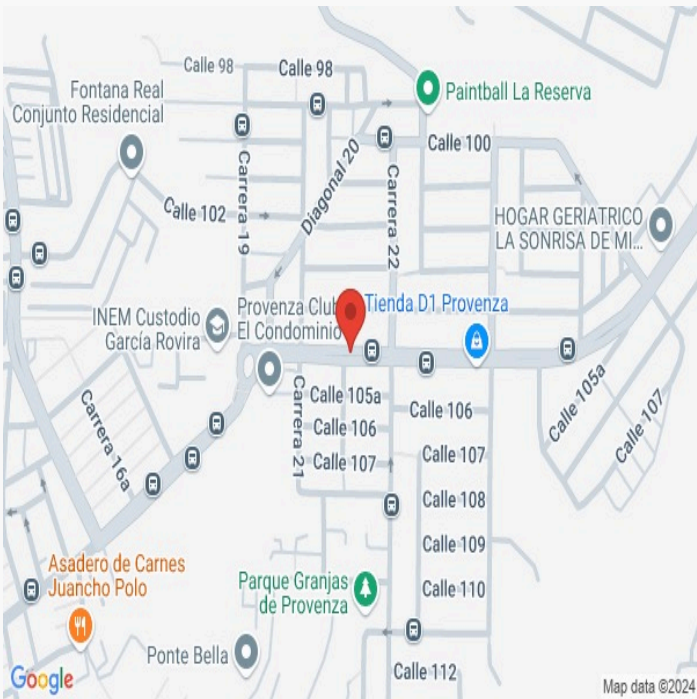 Calle 98
Calle 98
Fontana Real
Conjunto Residencial
Paintball La Reserva
Calle 100
Diagonal 20
Carrera 19
Carrera 22
Calle 102
HOGAR GERIATRICO
LA SONRISA DE MI...
INEM Custodio
García Rovira
Provenza Club
El Condominio
Tienda D1 Provenza
Calle 105a
Calle 105a
Carrera 21
Calle 106
Calle 106
Carrera 16a
Calle 107
Calle 107
Calle 107
Calle 108
Calle 109
Asadero de Carnes
Juancho Polo
Parque Granjas
de Provenza
Calle 110
Ponte Bella
Calle 112
Google
Map data ©2024